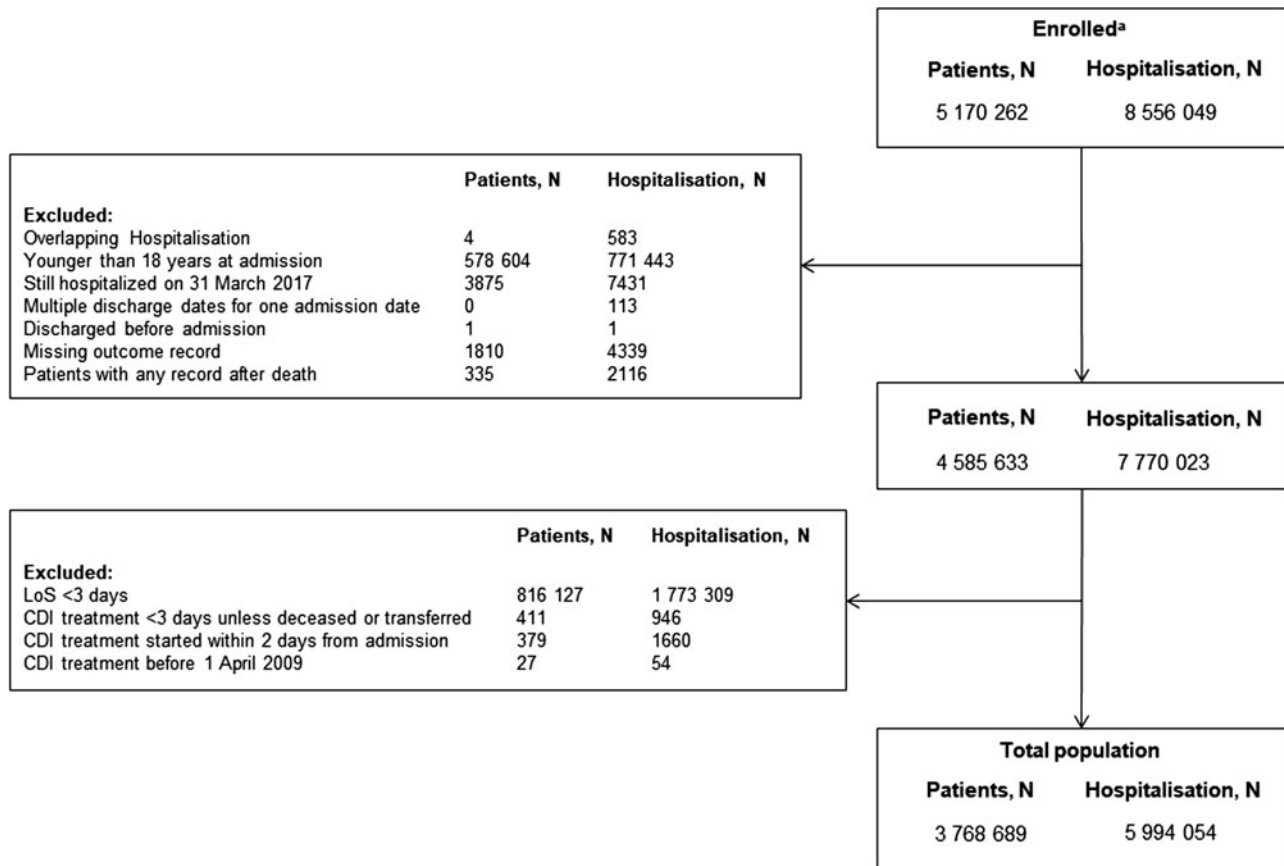 Enrolledᵃ
Patients, N Hospitalisation, N
5 170 262 8 556 049
Patients, N Hospitalisation, N
Excluded:
Overlapping Hospitalisation 4 583
Younger than 18 years at admission 578 604 771 443
Still hospitalized on 31 March 2017 3875 7431
Multiple discharge dates for one admission date 0 113
Discharged before admission 1 1
Missing outcome record 1810 4339
Patients with any record after death 335 2116
Patients, N Hospitalisation, N
4 585 633 7 770 023
Patients, N Hospitalisation, N
Excluded:
LoS <3 days 816 127 1 773 309
CDI treatment <3 days unless deceased or transferred 411 946
CDI treatment started within 2 days from admission 379 1660
CDI treatment before 1 April 2009 27 54
Total population
Patients, N Hospitalisation, N
3 768 689 5 994 054